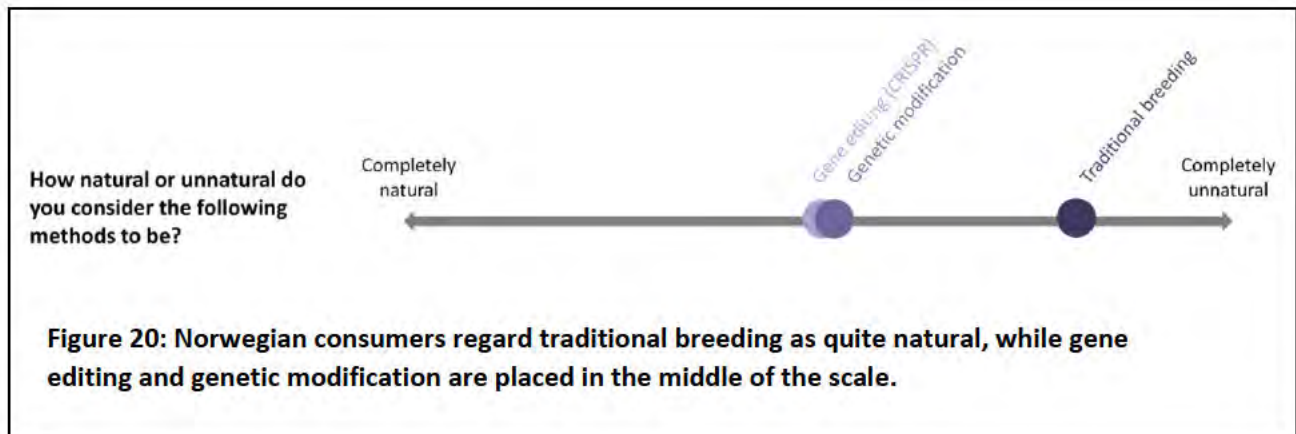 Gene editing (CRISPR)
Genetic modification
Traditional breeding
How natural or unnatural do
you consider the following
methods to be?
Completely
natural
Completely
unnatural
Figure 20: Norwegian consumers regard traditional breeding as quite natural, while gene
editing and genetic modification are placed in the middle of the scale.